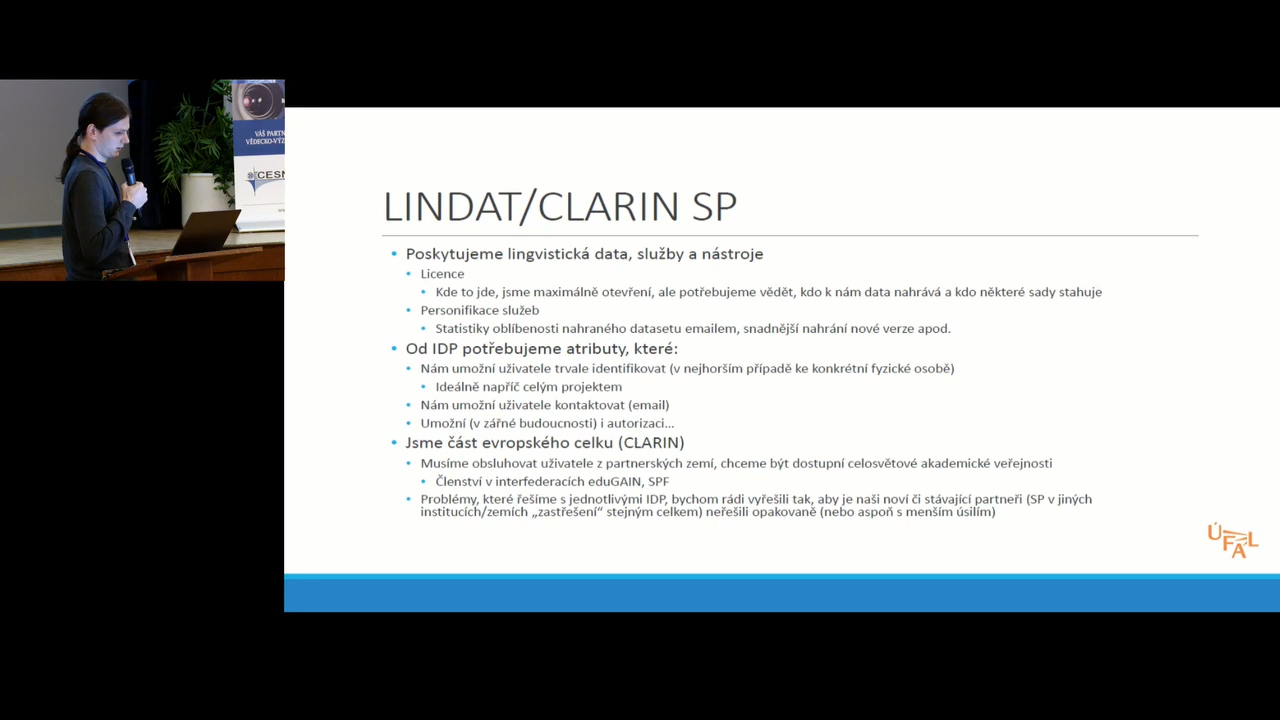 VÁŠ PARTN
VĚDECKO-VÝZ
CESN
LINDAT/CLARIN SP
• Poskytujeme lingvistická data, služby a nástroje
• Licence
• Kde to jde, jsme maximálně otevření, ale potřebujeme vědět, kdo k nám data nahrává a kdo některé sady stahuje
• Personifikace služeb
• Statistiky oblíbenosti nahraného datasetu emailem, snadnější nahrání nové verze apod.
• Od IDP potřebujeme atributy, které:
• Nám umožní uživatele trvale identifikovat (v nejhorším případě ke konkrétní fyzické osobě)
• Ideálně napříč celým projektem
• Nám umožní uživatele kontaktovat (email)
• Umožní (v zářné budoucnosti) i autorizaci...
• Jsme část evropského celku (CLARIN)
• Musíme obsluhovat uživatele z partnerských zemí, chceme být dostupní celosvětové akademické veřejnosti
• Členství v interfederacích eduGAIN, SPF
• Problémy, které řešíme s jednotlivými IDP, bychom rádi vyřešili tak, aby je naši noví či stávající partneři (SP v jiných
institucích/zemích „zastřešení“ stejným celkem) neřešili opakovaně (nebo aspoň s menším úsilím)
ÚFAL